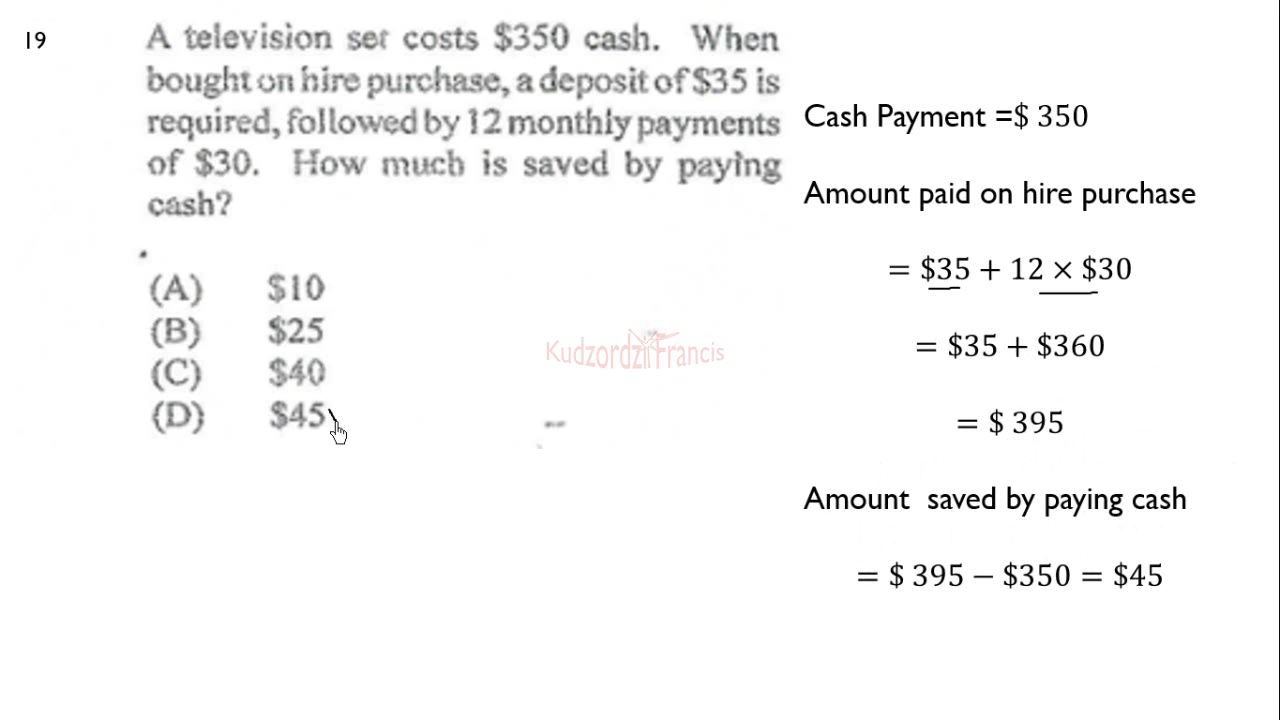 19
A television set costs $350 cash. When
bought on hire purchase, a deposit of $35 is
required, followed by 12 monthly payments
of $30. How much is saved by paying
cash?
(A) $10
(B) $25
(C) $40
(D) $45
Kudzordzi Francis
Cash Payment =$ 350
Amount paid on hire purchase
= $35 + 12 × $30
= $35 + $360
= $ 395
Amount saved by paying cash
= $ 395 − $350 = $45